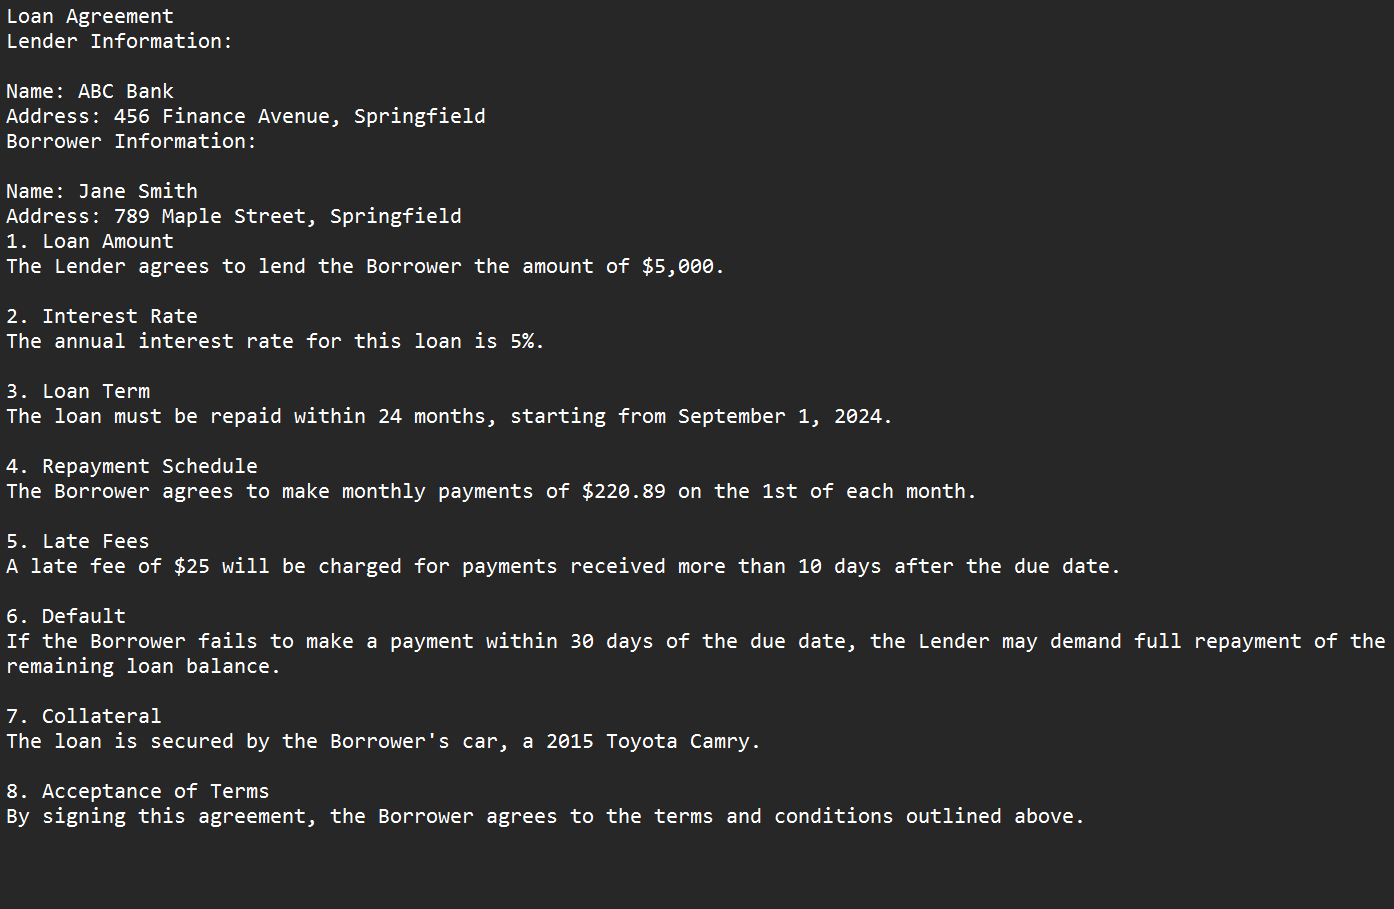 Loan Agreement
Lender Information:
Name: ABC Bank
Address: 456 Finance Avenue, Springfield
Borrower Information:
Name: Jane Smith
Address: 789 Maple Street, Springfield
1. Loan Amount
The Lender agrees to lend the Borrower the amount of $5,000.
2. Interest Rate
The annual interest rate for this loan is 5%.
3. Loan Term
The loan must be repaid within 24 months, starting from September 1, 2024.
4. Repayment Schedule
The Borrower agrees to make monthly payments of $220.89 on the 1st of each month.
5. Late Fees
A late fee of $25 will be charged for payments received more than 10 days after the due date.
6. Default
If the Borrower fails to make a payment within 30 days of the due date, the Lender may demand full repayment of the
remaining loan balance.
7. Collateral
The loan is secured by the Borrower's car, a 2015 Toyota Camry.
8. Acceptance of Terms
By signing this agreement, the Borrower agrees to the terms and conditions outlined above.